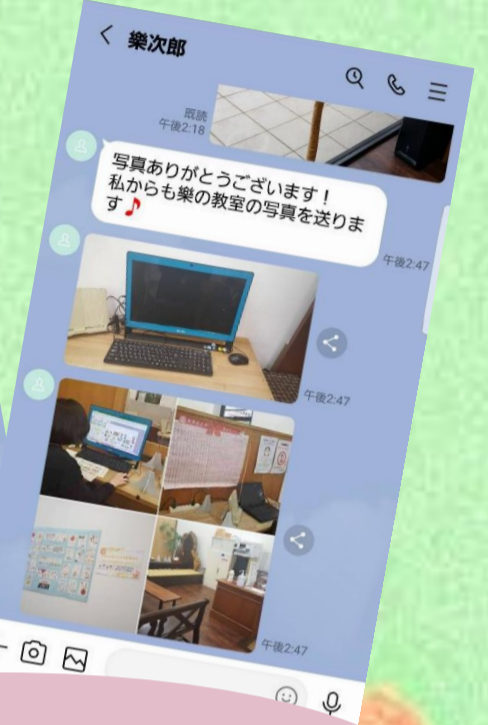 樂次郎
既読
午後2:18
写真ありがとうございます！
私からも樂の教室の写真を送りま
す
午後2:47
午後2:47
午後2:47